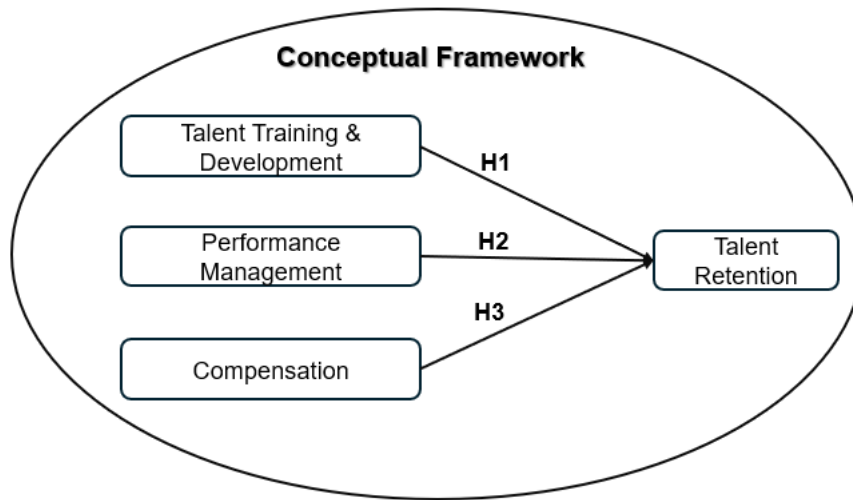 Conceptual Framework
Talent Training &
Development
H1
Performance
Management
H2
Talent
Retention
H3
Compensation